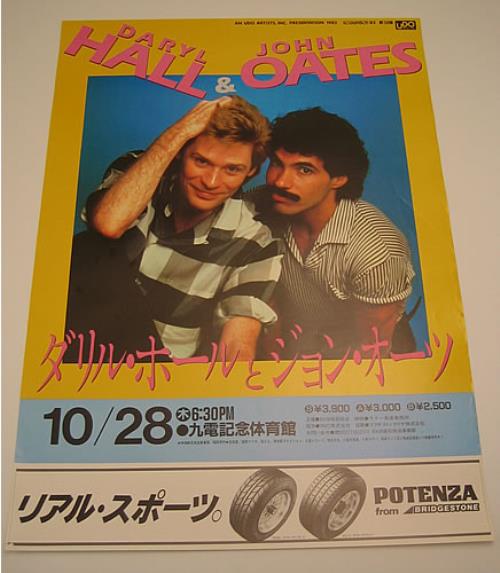 AN UDO ARTISTS, INC. PRESENTATION 1982
UDO
DARYL JOHN
HALL & OATES
ダリル・ホールとジョン・オーツ
10/28 ㊍6:30PM
●九電記念体育館
Ⓢ¥3,900 Ⓐ¥3,000 Ⓑ¥2,500
リアル・スポーツ。
POTENZA
from BRIDGESTONE